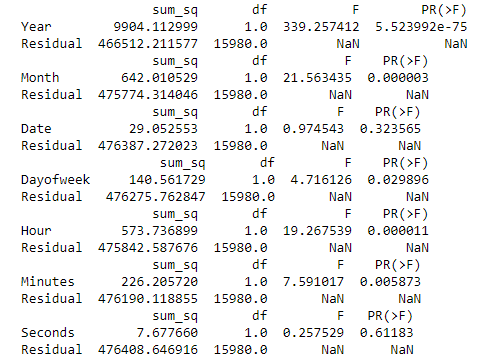 sum_sq df F PR(>F)
Year 9904.112999 1.0 339.257412 5.523992e-75
Residual 466512.211577 15980.0 NaN NaN
sum_sq df F PR(>F)
Month 642.010529 1.0 21.563435 0.000003
Residual 475774.314046 15980.0 NaN NaN
sum_sq df F PR(>F)
Date 29.052553 1.0 0.974543 0.323565
Residual 476387.272023 15980.0 NaN NaN
sum_sq df F PR(>F)
Dayofweek 140.561729 1.0 4.716126 0.029896
Residual 476275.762847 15980.0 NaN NaN
sum_sq df F PR(>F)
Hour 573.736899 1.0 19.267539 0.000011
Residual 475842.587676 15980.0 NaN NaN
sum_sq df F PR(>F)
Minutes 226.205720 1.0 7.591017 0.005873
Residual 476190.118855 15980.0 NaN NaN
sum_sq df F PR(>F)
Seconds 7.677660 1.0 0.257529 0.61183
Residual 476408.646916 15980.0 NaN NaN